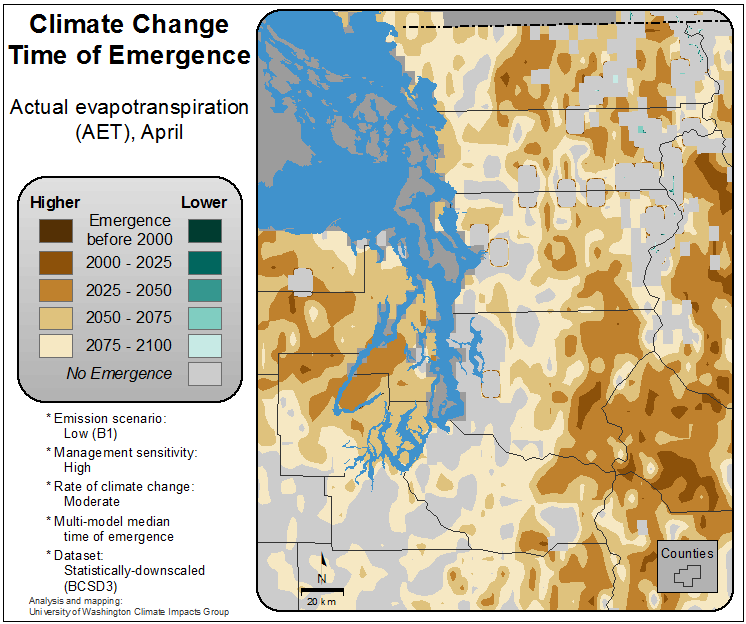 Climate Change
Time of Emergence
Actual evapotranspiration
(AET), April
Higher Lower
Emergence
before 2000
2000 - 2025
2025 - 2050
2050 - 2075
2075 - 2100
No Emergence
* Emission scenario:
Low (B1)
* Management sensitivity:
High
* Rate of climate change:
Moderate
* Multi-model median
time of emergence
* Dataset:
Statistically-downscaled
(BCSD3)
Analysis and mapping:
University of Washington Climate Impacts Group
N
20 km
Counties